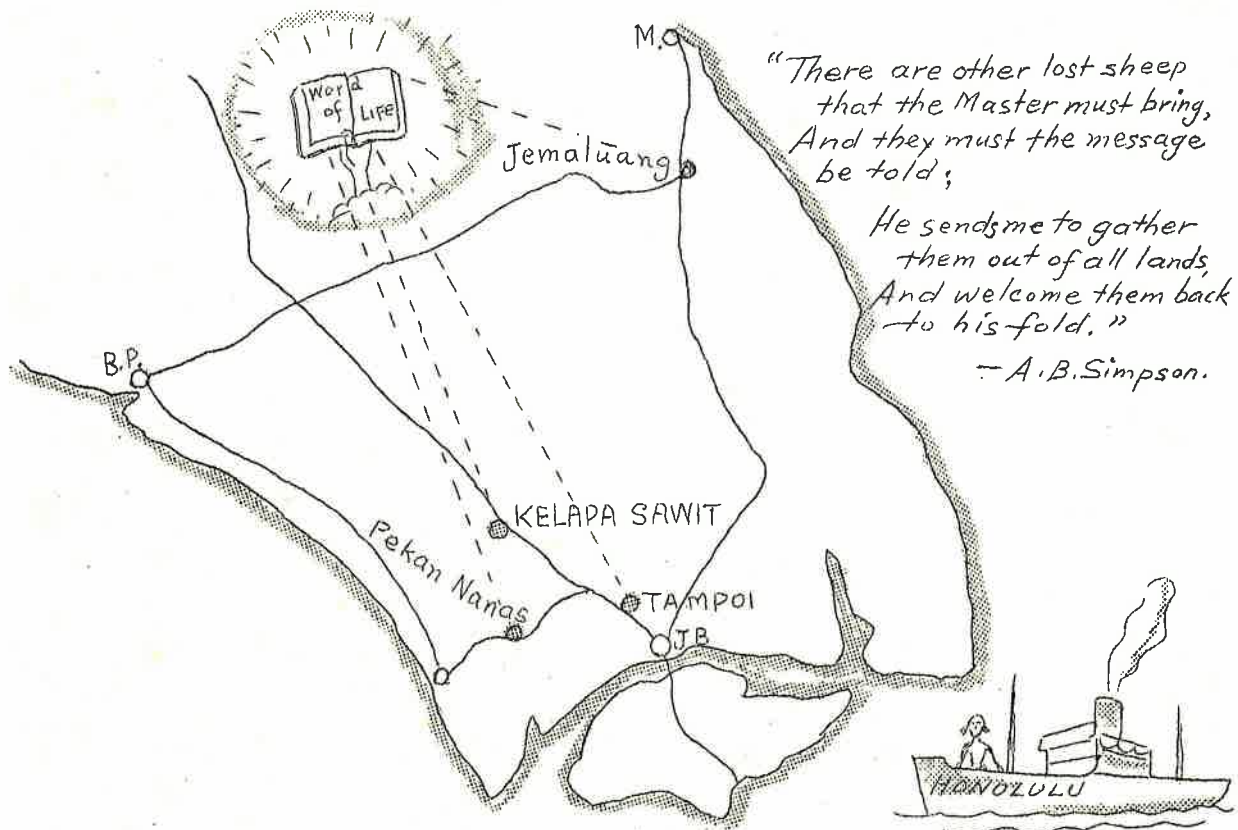 M.
"There are other lost sheep
that the Master must bring,
And they must the message
be told;
He sends me to gather
them out of all lands,
And welcome them back
to his fold."
- A.B. Simpson.
Word
of LIFE
Jemalūang
B.P.
KELAPA SAWIT
Pekan Nanas
TAMPOI
JB
HONOLULU